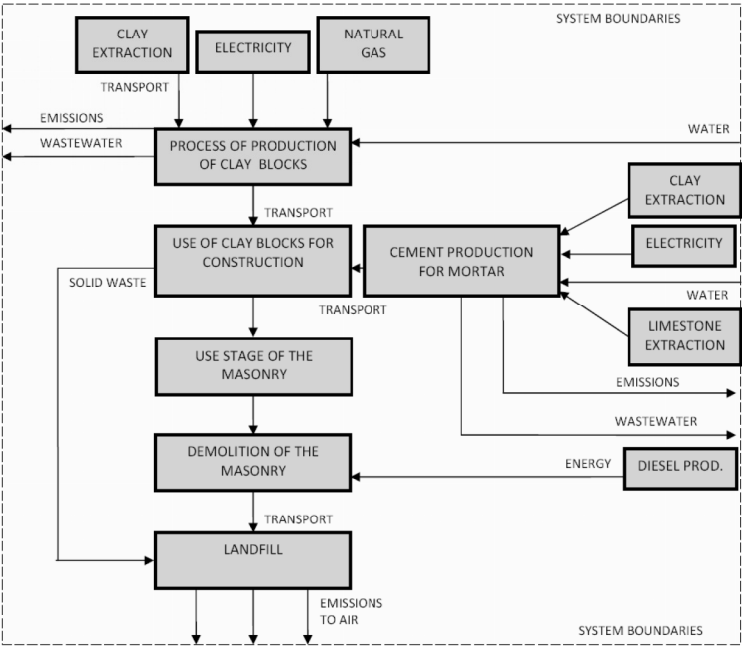 SYSTEM BOUNDARIES
CLAY
EXTRACTION
ELECTRICITY
NATURAL
GAS
TRANSPORT
EMISSIONS
WASTEWATER
PROCESS OF PRODUCTION
OF CLAY BLOCKS
WATER
TRANSPORT
CLAY
EXTRACTION
USE OF CLAY BLOCKS FOR
CONSTRUCTION
CEMENT PRODUCTION
FOR MORTAR
ELECTRICITY
SOLID WASTE
WATER
TRANSPORT
LIMESTONE
EXTRACTION
USE STAGE OF THE
MASONRY
EMISSIONS
WASTEWATER
DEMOLITION OF THE
MASONRY
ENERGY
DIESEL PROD.
TRANSPORT
LANDFILL
EMISSIONS
TO AIR
SYSTEM BOUNDARIES